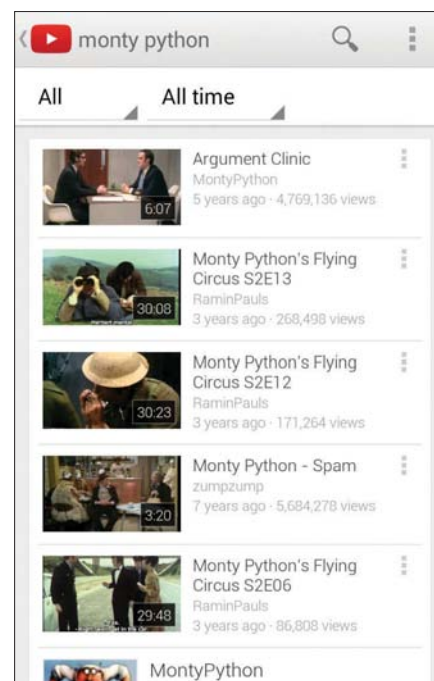 monty python
All
All time
Argument Clinic
MontyPython
5 years ago · 4,769,136 views
6:07
Monty Python's Flying
Circus S2E13
RaminPauls
3 years ago · 268,498 views
30:08
Monty Python's Flying
Circus S2E12
RaminPauls
3 years ago · 171,264 views
30:23
Monty Python - Spam
zumpzump
7 years ago · 5,684,278 views
3:20
Monty Python's Flying
Circus S2E06
RaminPauls
3 years ago · 86,808 views
29:48
MontyPython